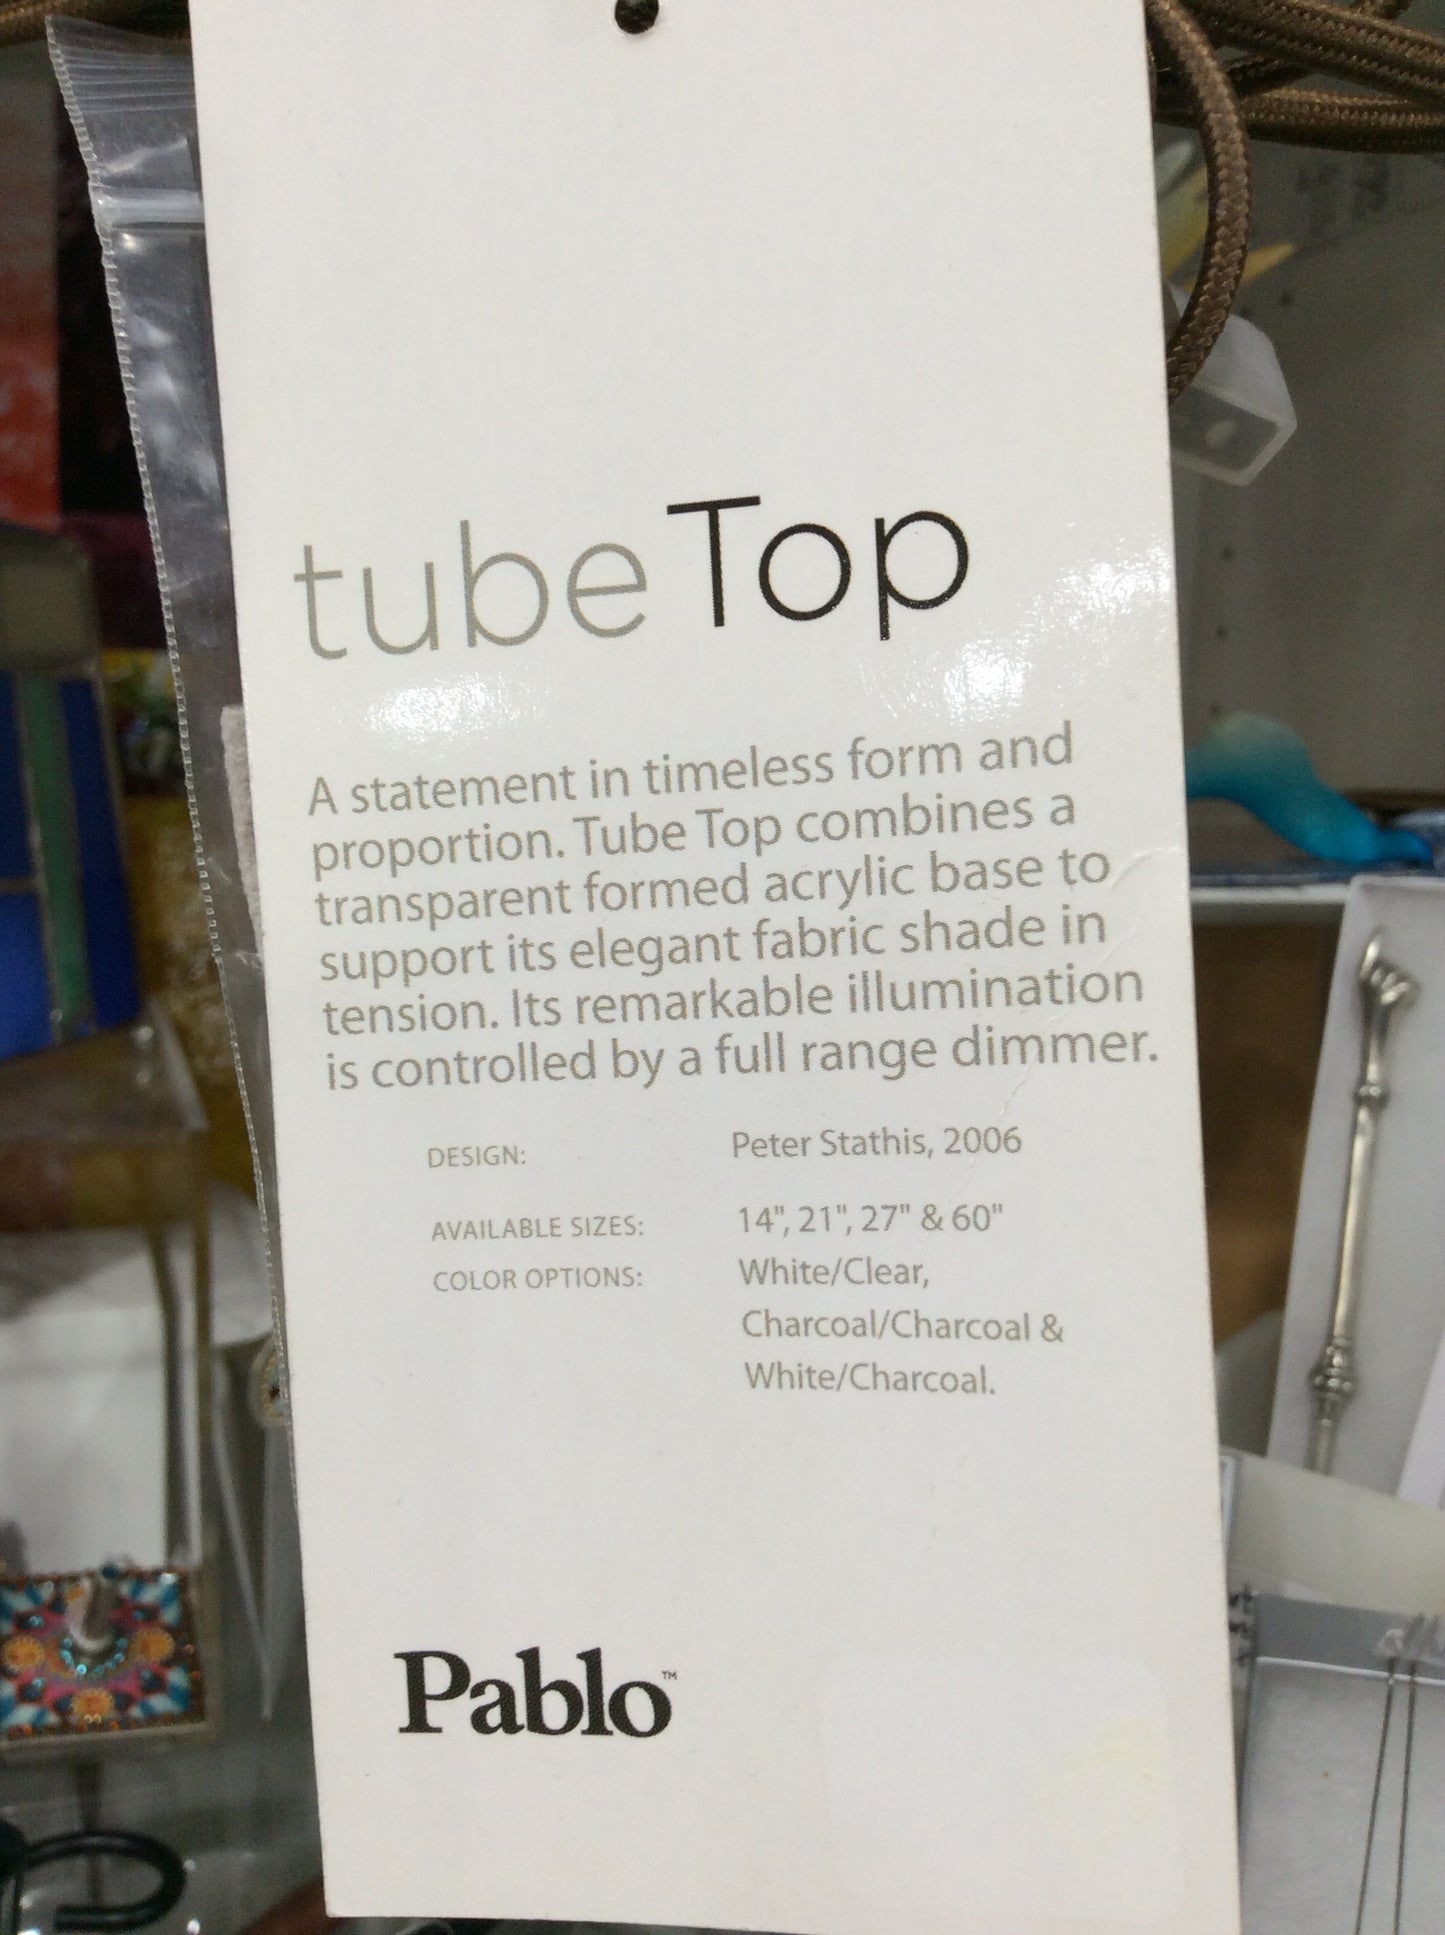 tube Top
A statement in timeless form and
proportion. Tube Top combines a
transparent formed acrylic base to
support its elegant fabric shade in
tension. Its remarkable illumination
is controlled by a full range dimmer.
DESIGN: Peter Stathis, 2006
AVAILABLE SIZES: 14", 21", 27" & 60"
COLOR OPTIONS: White/Clear,
Charcoal/Charcoal &
White/Charcoal.
Pablo™